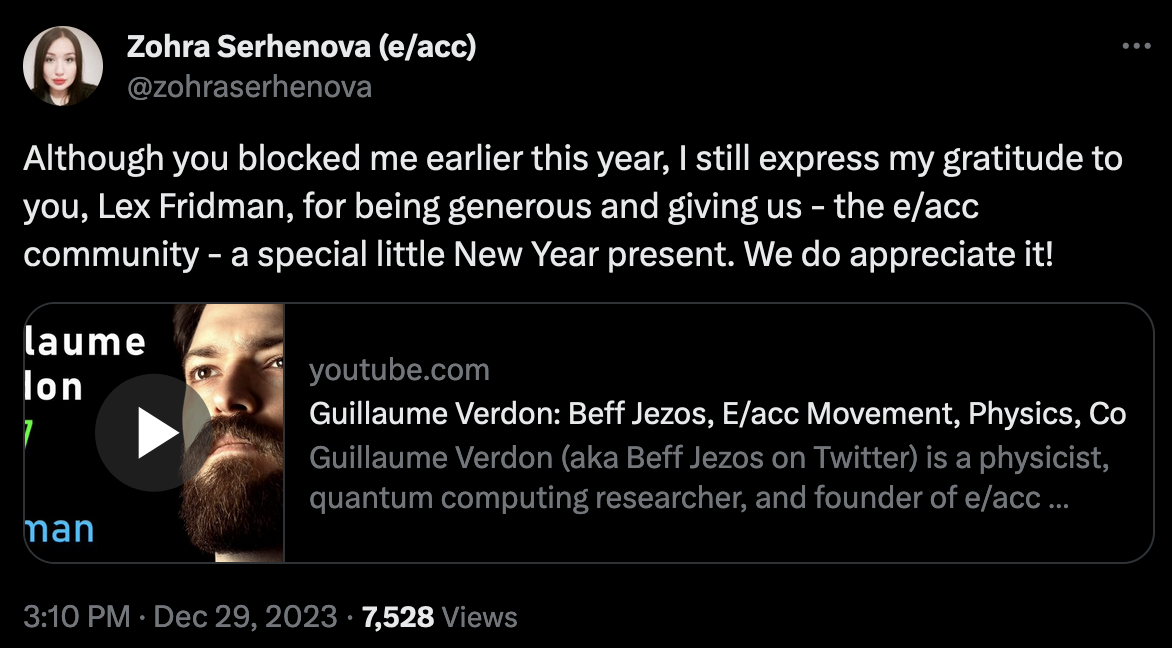 Zohra Serhenova (e/acc)
@zohraserhenova
Although you blocked me earlier this year, I still express my gratitude to
you, Lex Fridman, for being generous and giving us - the e/acc
community - a special little New Year present. We do appreciate it!
laume
don
7
man
youtube.com
Guillaume Verdon: Beff Jezos, E/acc Movement, Physics, Co
Guillaume Verdon (aka Beff Jezos on Twitter) is a physicist,
quantum computing researcher, and founder of e/acc ...
3:10 PM · Dec 29, 2023 · 7,528 Views